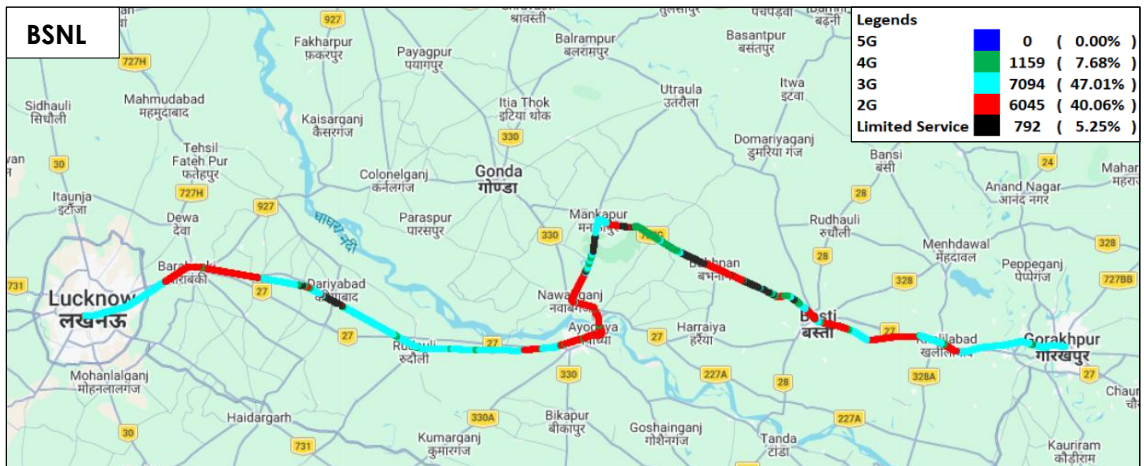 BSNL
Legends
5G 0 ( 0.00% )
4G 1159 ( 7.68% )
3G 7094 ( 47.01% )
2G 6045 ( 40.06% )
Limited Service 792 ( 5.25% )
927
Fakharpur
फ़करपुर
Payagpur
पयागपुर
श्रावस्ती
Balrampur
बलरामपुर
Basantpur
बसंतपुर
727H
Sidhauli
सिधौली
Mahmudabad
महमुदाबाद
Kaisarganj
कैसरगंज
Itia Thok
इटिया थोक
330
Utraula
उतरौला
Itwa
इटवा
Domariyaganj
डुमरिया गंज
Bansi
बंसी
24
30
Tehsil
Fateh Pur
फतेहपुर
727H
Colonelganj
कर्नलगंज
Gonda
गोण्डा
28
Anand Nagar
आनंद नगर
Itaunja
इटौंजा
Dewa
देवा
927
घाघरा नदी
Paraspur
पारसपुर
330
Mankapur
Rudhauli
रुधौली
28
Menhdawal
मेंहदावल
328
Peppeganj
पेप्पेगंज
727BB
731
Lucknow
लखनऊ
27
Dariyabad
328
Ayodhya
27
Harraiya
हर्रैया
Basti
बस्ती
27
Khalilabad
Gorakhpur
गोरखपुर
27
27
Rudauli
रुदौली
27
Mohanlalganj
मोहनलालगंज
330
227A
28
328A
Haidargarh
हैदरगढ़
330A
Bikapur
बीकापुर
Goshainganj
गोशैनगंज
227A
30
731
Kumarganj
कुमारगंज
Tanda
टांडा
Kauriram
कौड़ीराम